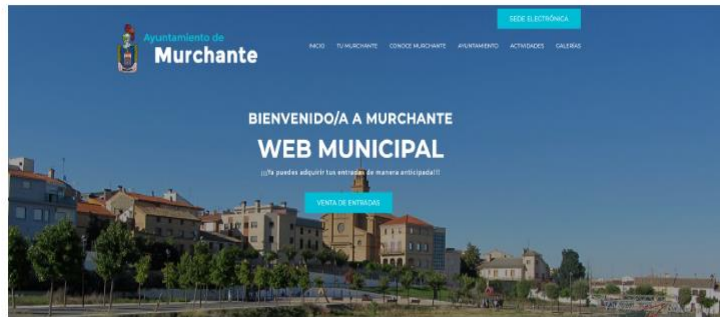 SEDE ELECTRÓNICA
Ayuntamiento de
Murchante
INICIO TU MURCHANTE CONOCE MURCHANTE AYUNTAMIENTO ACTIVIDADES GALERÍAS
BIENVENIDO/A A MURCHANTE
WEB MUNICIPAL
¡¡¡Ya puedes adquirir tus entradas de manera anticipada!!!
VENTA DE ENTRADAS